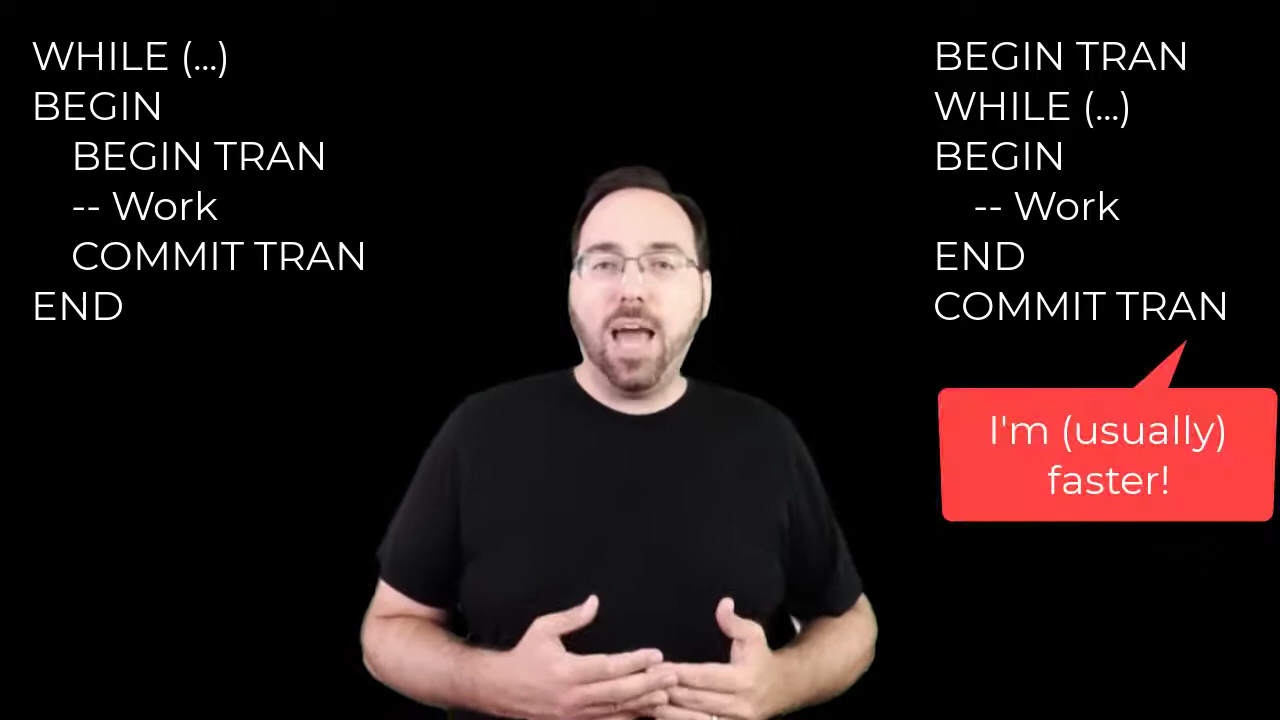 WHILE (...)
BEGIN
BEGIN TRAN
-- Work
COMMIT TRAN
END
BEGIN TRAN
WHILE (...)
BEGIN
-- Work
END
COMMIT TRAN
I'm (usually)
faster!